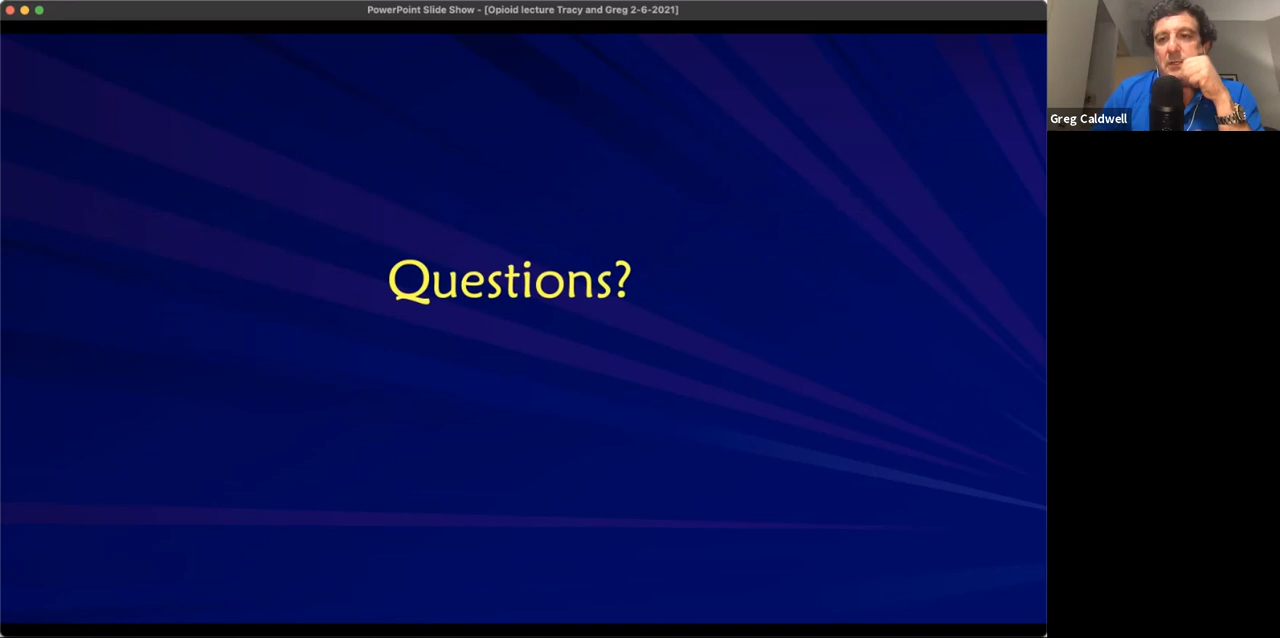 PowerPoint Slide Show - [Opioid lecture Tracy and Greg 2-6-2021]
Questions?
Greg Caldwell